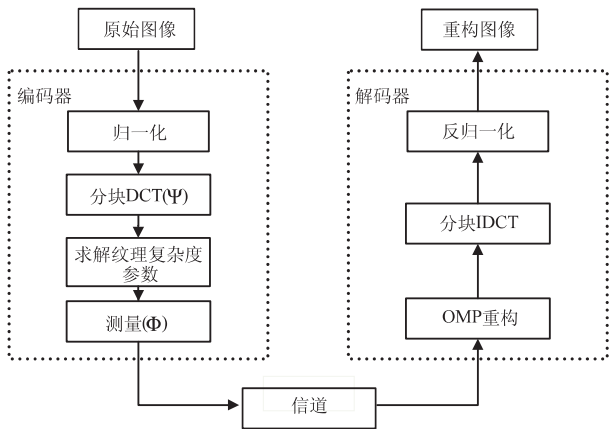 原始图像
重构图像
编码器
解码器
归一化
反归一化
分块DCT(Ψ)
分块IDCT
求解纹理复杂度
参数
测量(Φ)
OMP重构
信道